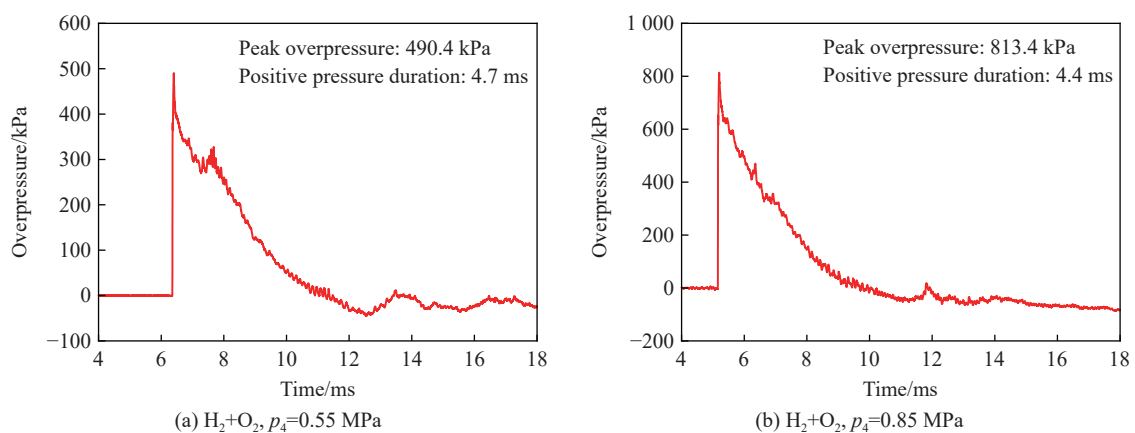 600
500
400
300
200
100
0
−100
Overpressure/kPa
Peak overpressure: 490.4 kPa
Positive pressure duration: 4.7 ms
4 6 8 10 12 14 16 18
Time/ms
(a) H₂+O₂, p₄=0.55 MPa
1 000
800
600
400
200
0
−200
Overpressure/kPa
Peak overpressure: 813.4 kPa
Positive pressure duration: 4.4 ms
4 6 8 10 12 14 16 18
Time/ms
(b) H₂+O₂, p₄=0.85 MPa